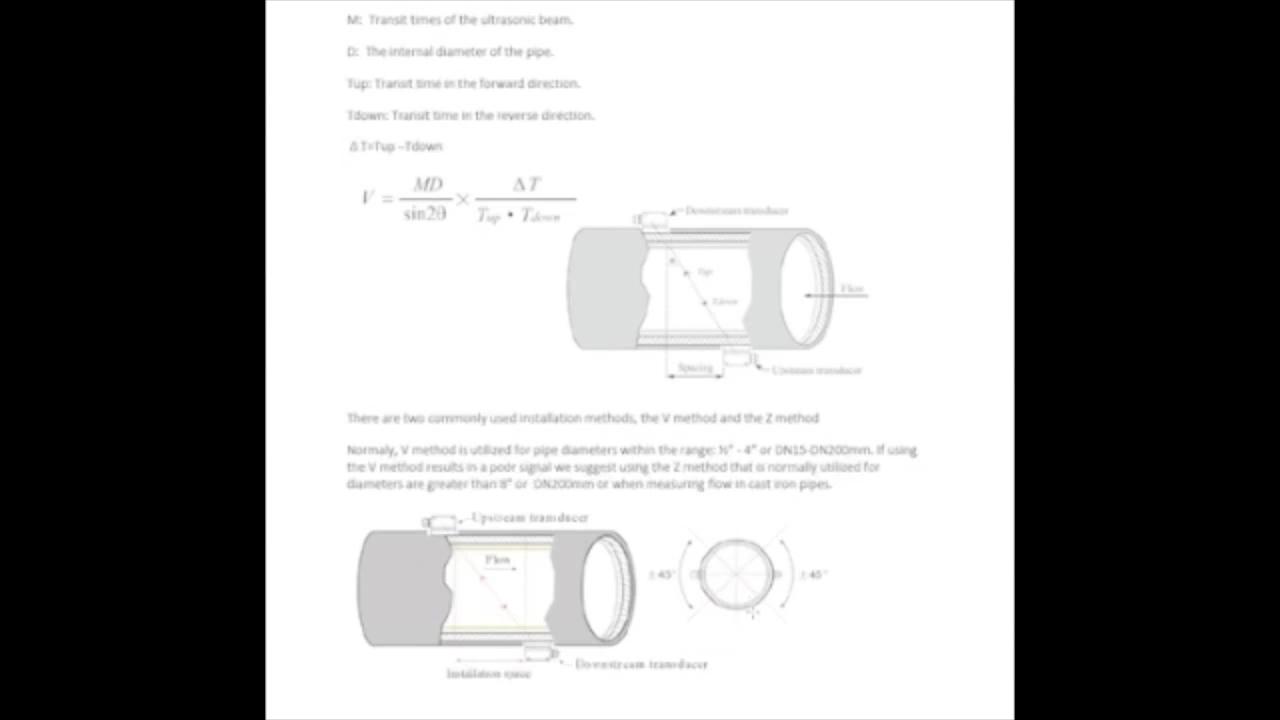 M: Transit times of the ultrasonic beam.
D: The internal diameter of the pipe.
Tup: Transit time in the forward direction.
Tdown: Transit time in the reverse direction.
Δ T=Tup –Tdown
V = MD / sin2θ × Δ T / Tup • Tdown
Downstream transducer
Tup
Tdown
Flow
Spacing
Upstream transducer
There are two commonly used installation methods, the V method and the Z method
Normaly, V method is utilized for pipe diameters within the range: ½" - 4" or DN15-DN200mm. If using
the V method results in a poor signal we suggest using the Z method that is normally utilized for
diameters are greater than 8" or DN200mm or when measuring flow in cast iron pipes.
Upstream transducer
Flow
± 45° ± 45°
Downstream transducer
Installation space